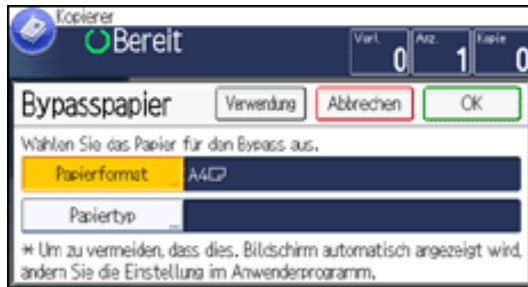 Kopierer
Bereit
Vorl. Anz. Kopie
0 1 0
Bypasspapier Verwendung Abbrechen OK
Wählen Sie das Papier für den Bypass aus.
Papierformat A4
Papiertyp
* Um zu vermeiden, dass dies. Bildschirm automatisch angezeigt wird,
ändern Sie die Einstellung im Anwenderprogramm.